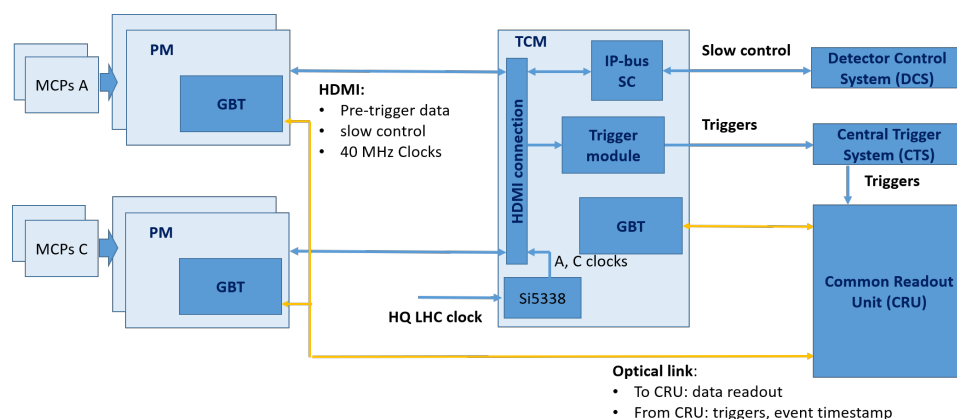 PM
MCPs A
GBT
HDMI:
• Pre-trigger data
• slow control
• 40 MHz Clocks
PM
MCPs C
GBT
TCM
HDMI connection
IP-bus
SC
Trigger
module
GBT
A, C clocks
Si5338
HQ LHC clock
Slow control
Detector Control
System (DCS)
Triggers
Central Trigger
System (CTS)
Triggers
Common Readout
Unit (CRU)
Optical link:
• To CRU: data readout
• From CRU: triggers, event timestamp